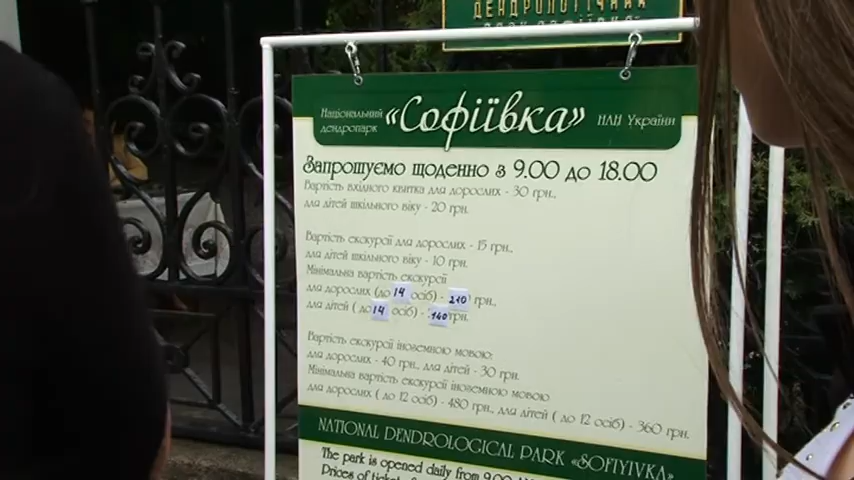 ДЕНДРОЛОГІЧНИЙ
Національний дендропарк «Софіївка» НАН України
Запрошуємо щоденно з 9.00 до 18.00
Вартість вхідного квитка для дорослих - 30 грн.,
для дітей шкільного віку - 20 грн.
Вартість екскурсії для дорослих - 15 грн.,
для дітей шкільного віку - 10 грн.
Мінімальна вартість екскурсії
для дорослих (до 14 осіб) - 210 грн.,
для дітей ( до 14 осіб) - 140 грн.
Вартість екскурсії іноземною мовою:
для дорослих - 40 грн., для дітей - 30 грн.
Мінімальна вартість екскурсії іноземною мовою
для дорослих ( до 12 осіб) - 480 грн., для дітей ( до 12 осіб) - 360 грн.
NATIONAL DENDROLOGICAL PARK «SOFIYIVKA»
The park is opened daily from 9.00
Prices of tickets